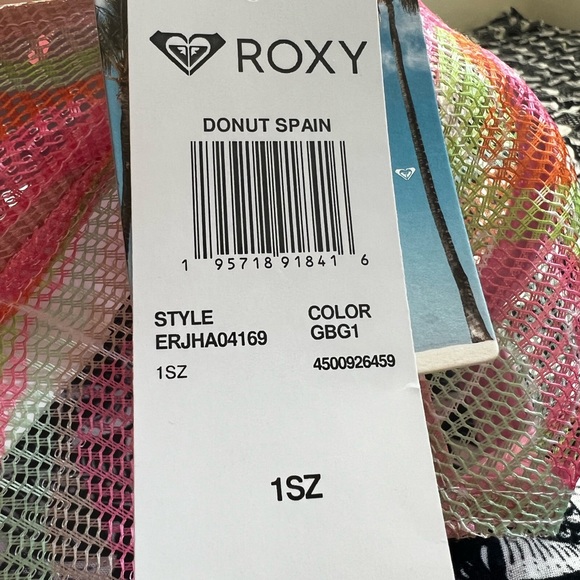 ROXY
DONUT SPAIN
1 95718 91841 6
STYLE
ERJHA04169
COLOR
GBG1
1SZ
4500926459
1SZ